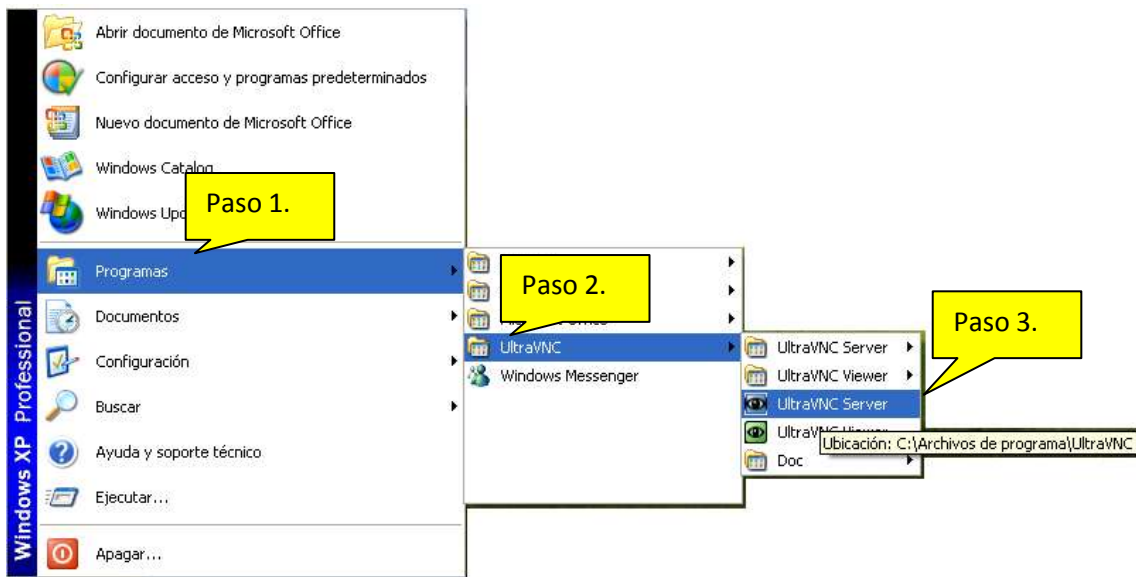 Abrir documento de Microsoft Office
Configurar acceso y programas predeterminados
Nuevo documento de Microsoft Office
Windows Catalog
Windows
Paso 1.
Programas
Documentos
Configuración
Buscar
Ayuda y soporte técnico
Ejecutar...
Apagar...
Windows XP Professional
Paso 2.
UltraVNC
Windows Messenger
Paso 3.
UltraVNC Server
UltraVNC Viewer
UltraVNC Server
Ubicación: C:\Archivos de programa\UltraVNC
Doc